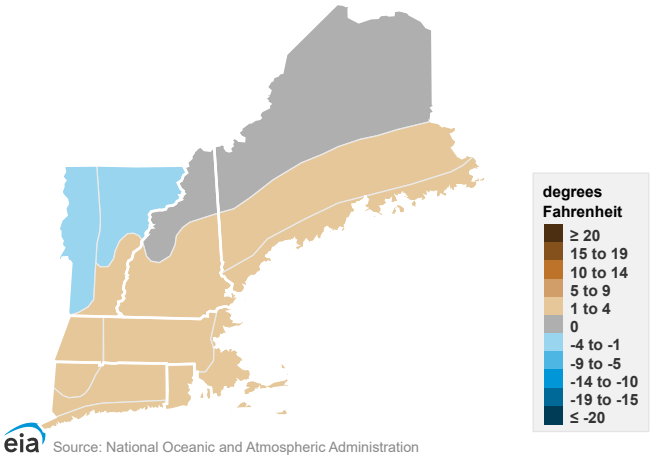 degrees
Fahrenheit
≥ 20
15 to 19
10 to 14
5 to 9
1 to 4
0
-4 to -1
-9 to -5
-14 to -10
-19 to -15
≤ -20
eia
Source: National Oceanic and Atmospheric Administration